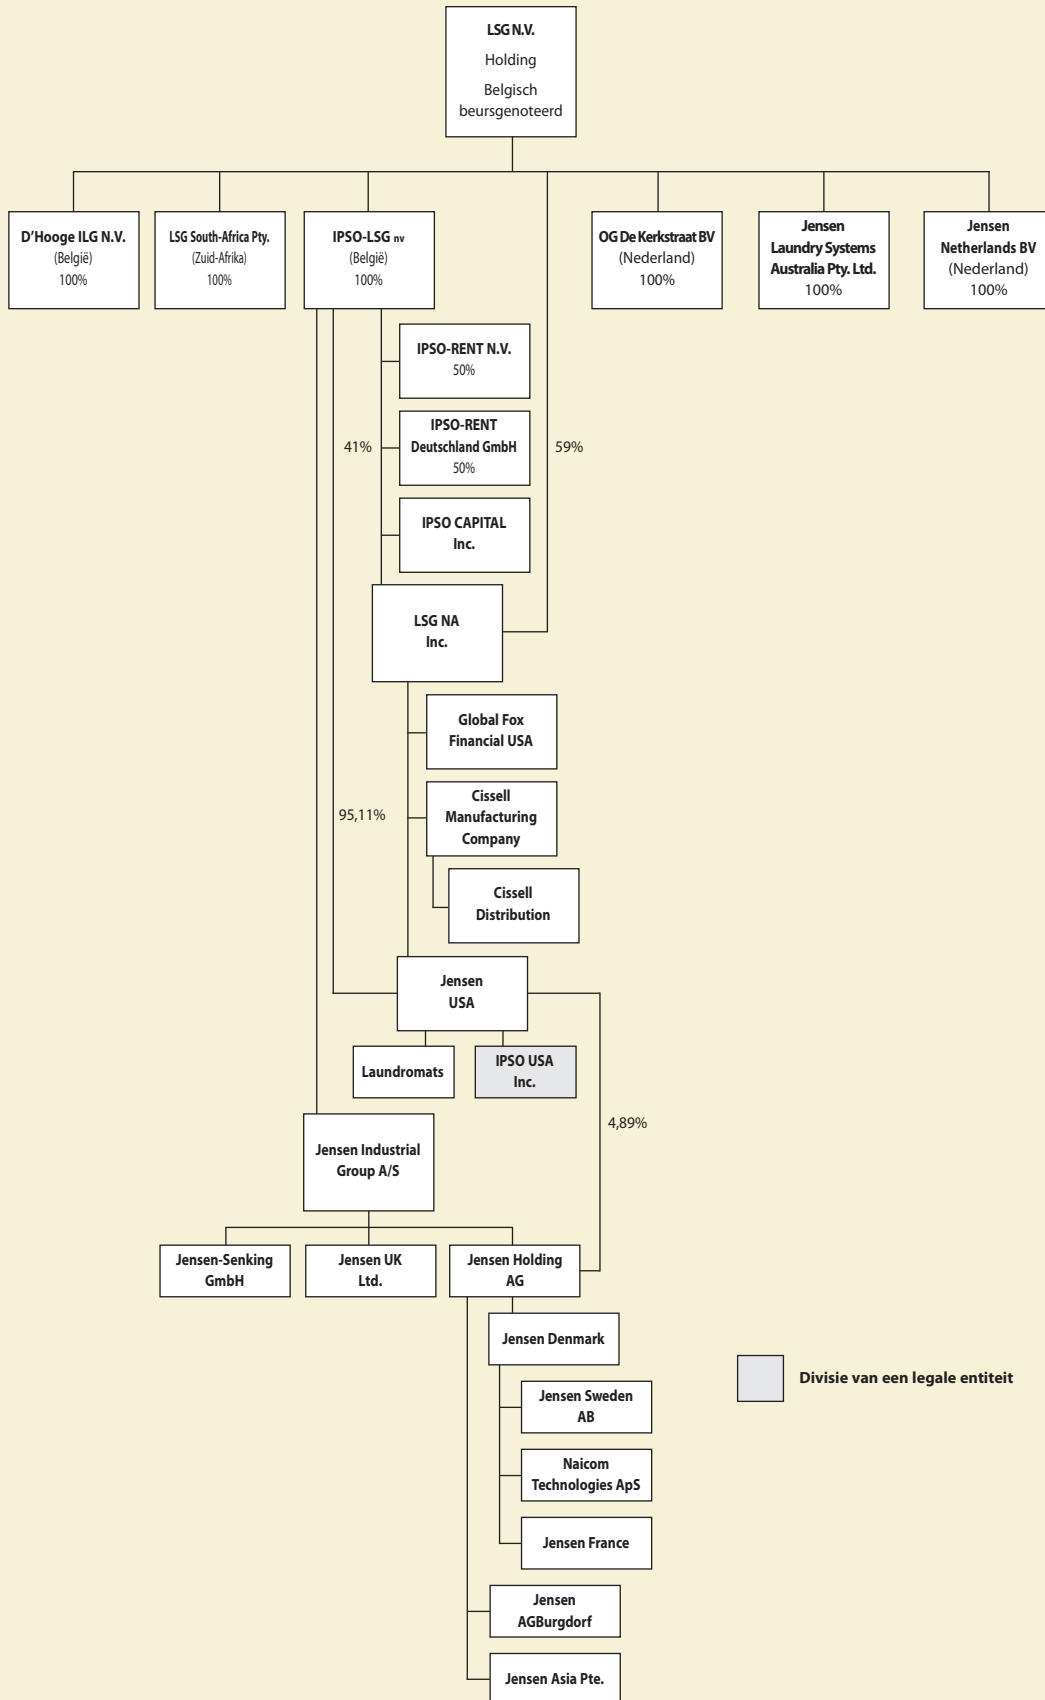 LSG N.V.
Holding
Belgisch
beursgenoteerd
D'Hooge ILG N.V.
(België)
100%
LSG South-Africa Pty.
(Zuid-Afrika)
100%
IPSO-LSG nv
(België)
100%
OG De Kerkstraat BV
(Nederland)
100%
Jensen
Laundry Systems
Australia Pty. Ltd.
100%
Jensen
Netherlands BV
(Nederland)
100%
IPSO-RENT N.V.
50%
41%
IPSO-RENT
Deutschland GmbH
50%
59%
IPSO CAPITAL
Inc.
LSG NA
Inc.
Global Fox
Financial USA
95,11%
Cissell
Manufacturing
Company
Cissell
Distribution
Jensen
USA
Laundromats
IPSO USA
Inc.
4,89%
Jensen Industrial
Group A/S
Jensen-Senking
GmbH
Jensen UK
Ltd.
Jensen Holding
AG
Jensen Denmark
Divisie van een legale entiteit
Jensen Sweden
AB
Naicom
Technologies ApS
Jensen France
Jensen
AGBurgdorf
Jensen Asia Pte.